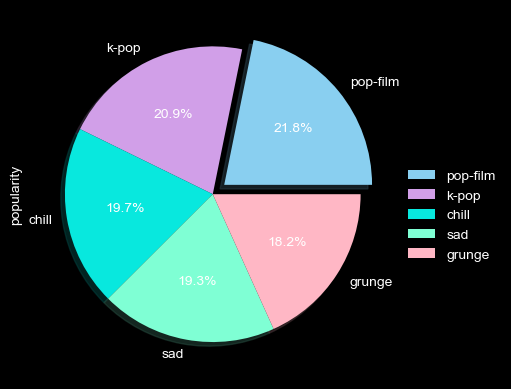 k-pop
pop-film
20.9%
21.8%
popularity
chill
19.7%
18.2%
19.3%
grunge
sad
pop-film
k-pop
chill
sad
grunge